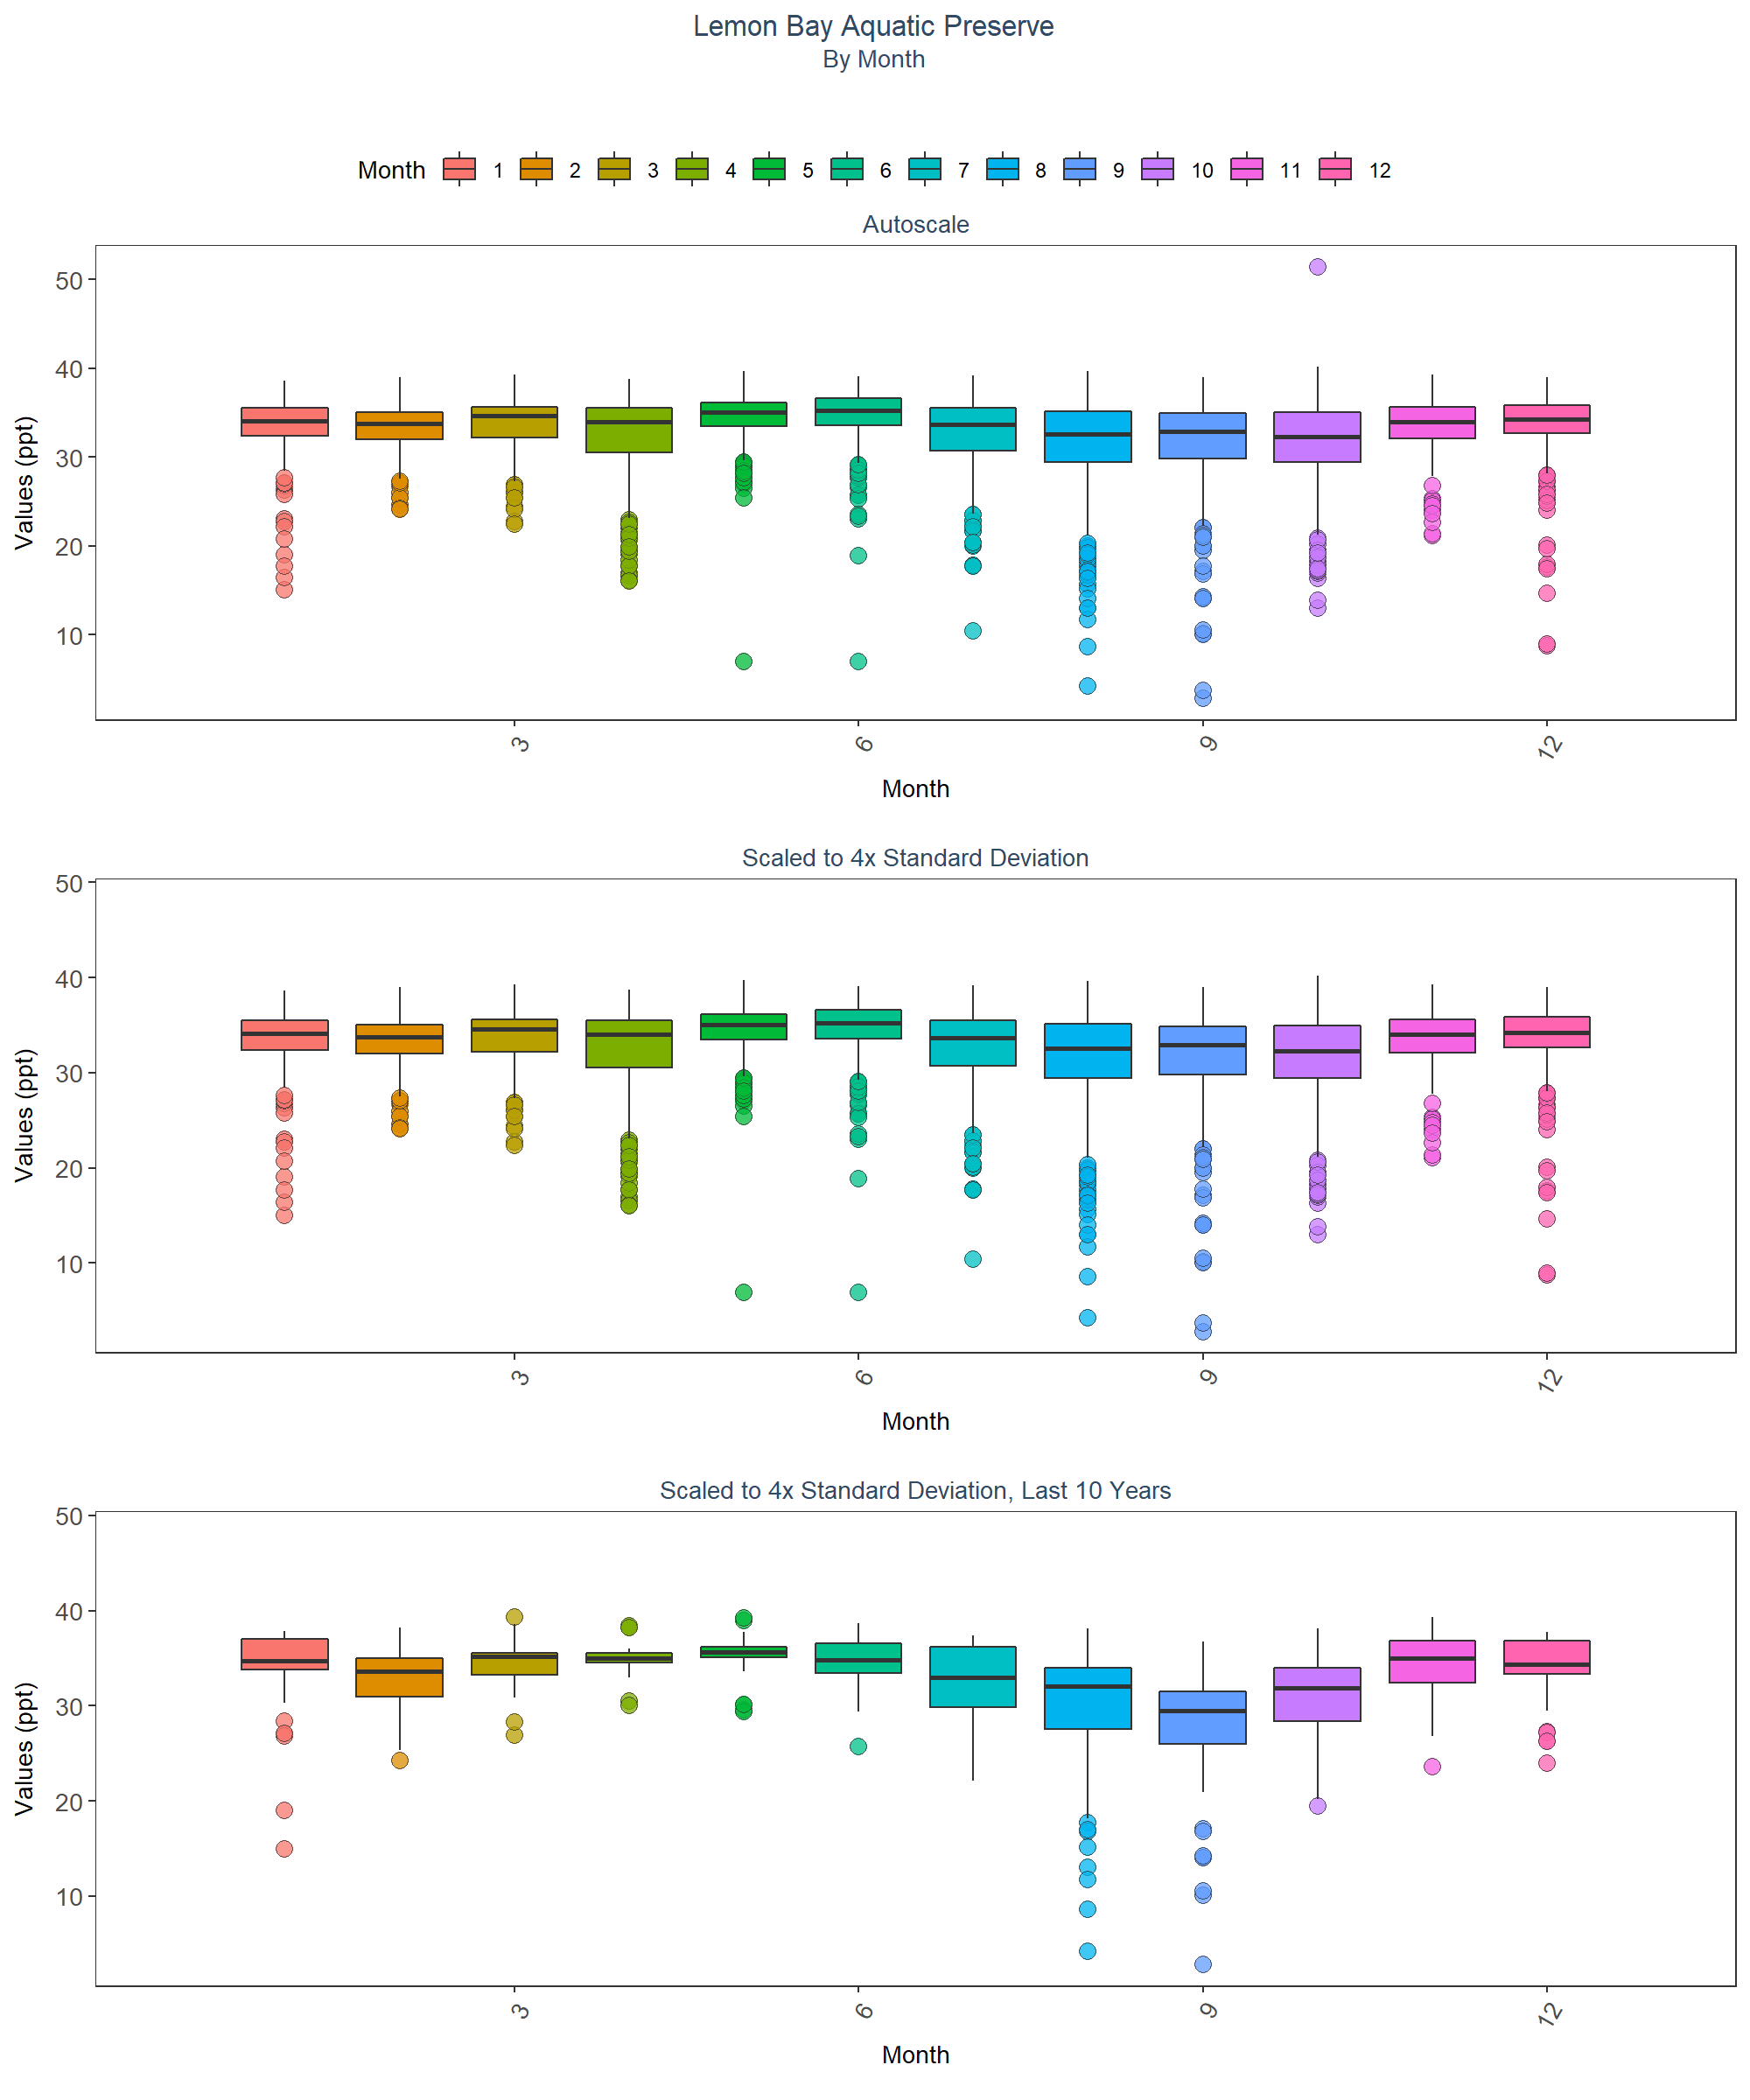 Lemon Bay Aquatic Preserve
By Month
Month 1 2 3 4 5 6 7 8 9 10 11 12
Autoscale
Values (ppt)
50
40
30
20
10
3 6 9 12
Month
Scaled to 4x Standard Deviation
Values (ppt)
50
40
30
20
10
3 6 9 12
Month
Scaled to 4x Standard Deviation, Last 10 Years
Values (ppt)
50
40
30
20
10
3 6 9 12
Month